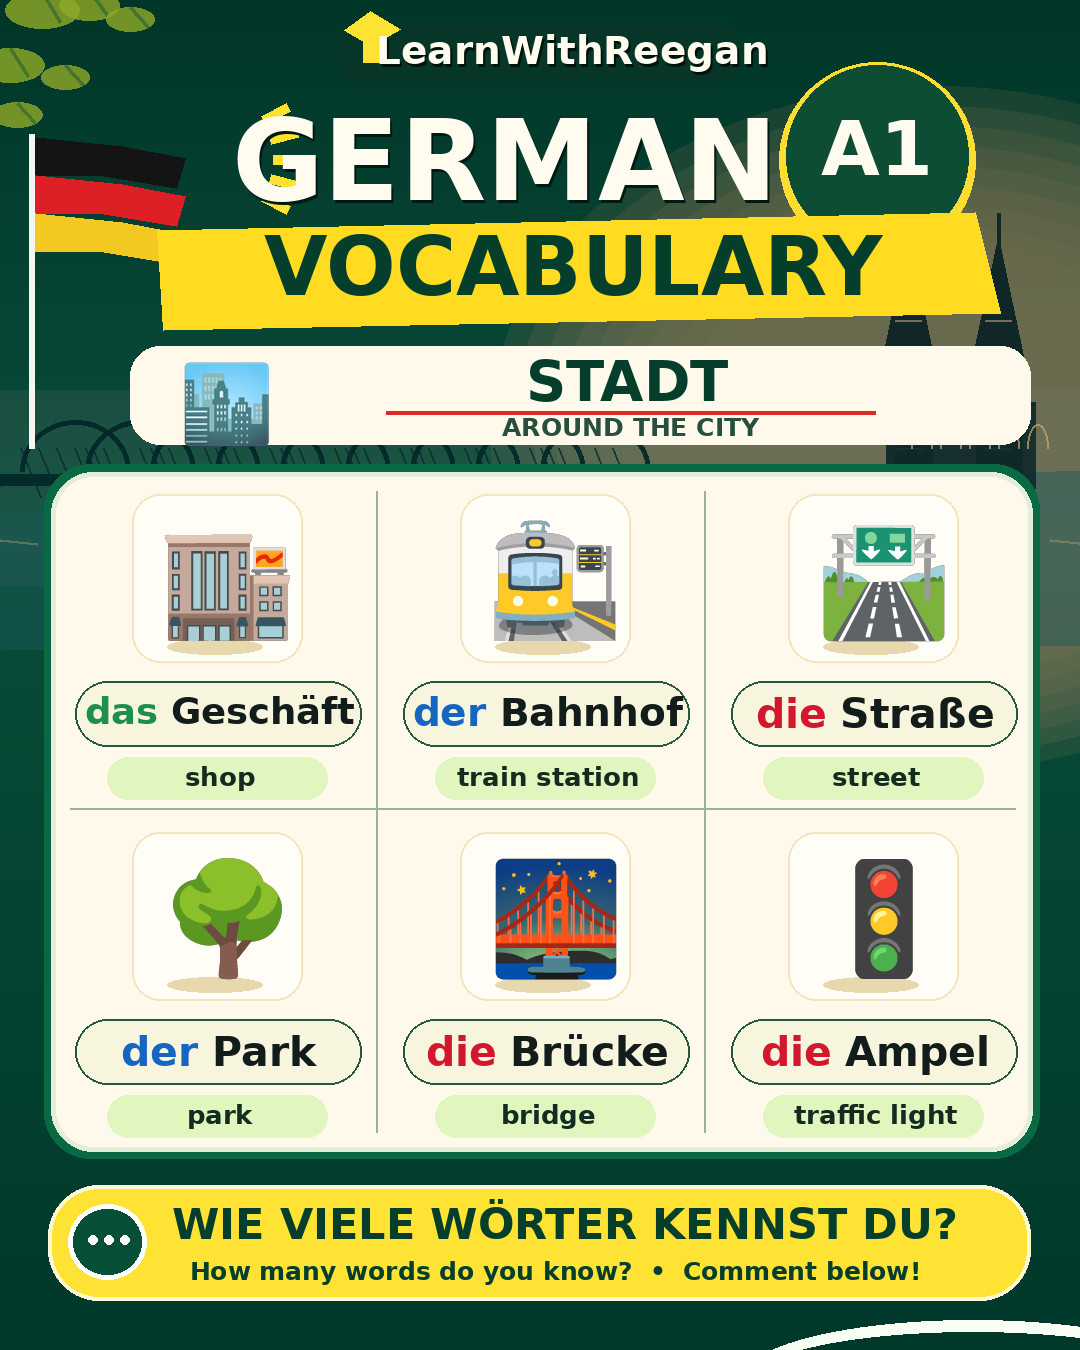 LearnWithReegan
GERMAN
A1
VOCABULARY
STADT
AROUND THE CITY
das Geschäft
der Bahnhof
die Straße
shop
train station
street
der Park
die Brücke
die Ampel
park
bridge
traffic light
WIE VIELE WÖRTER KENNST DU?
How many words do you know? • Comment below!